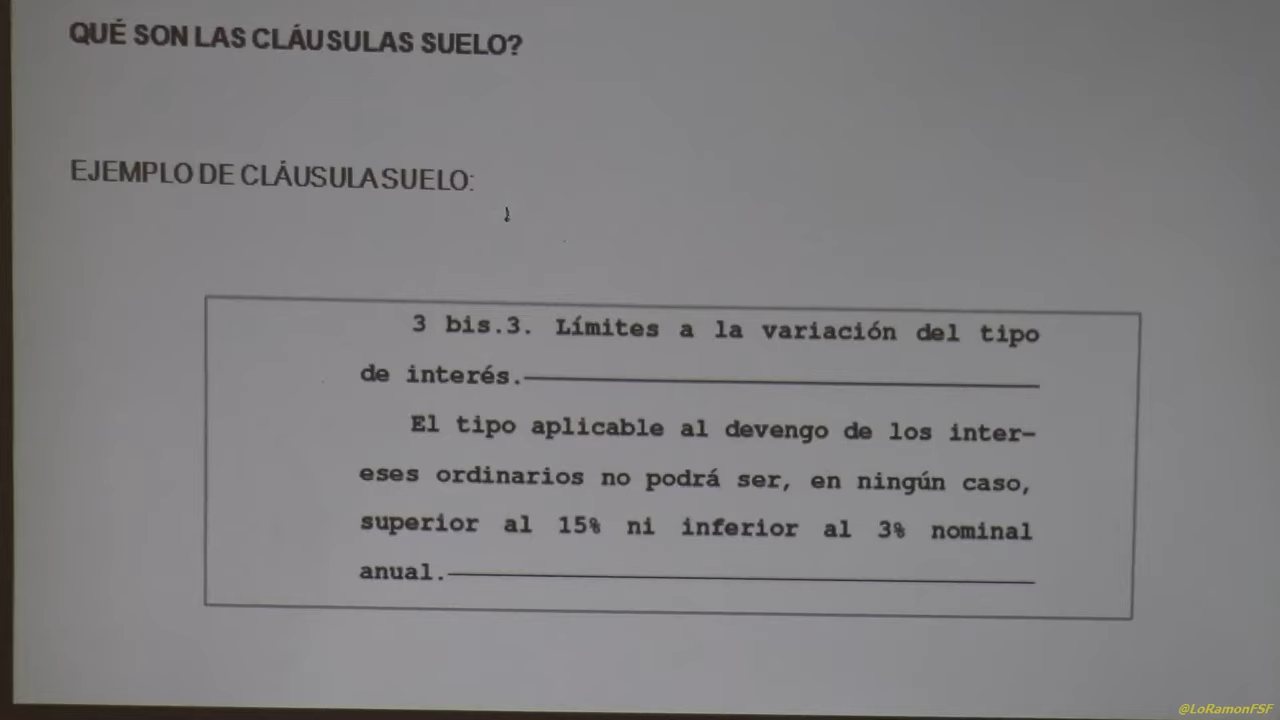 QUÉ SON LAS CLÁUSULAS SUELO?
EJEMPLO DE CLÁUSULA SUELO:
3 bis.3. Límites a la variación del tipo
de interés.
El tipo aplicable al devengo de los inter-
eses ordinarios no podrá ser, en ningún caso,
superior al 15% ni inferior al 3% nominal
anual.
@LoRamonFSF